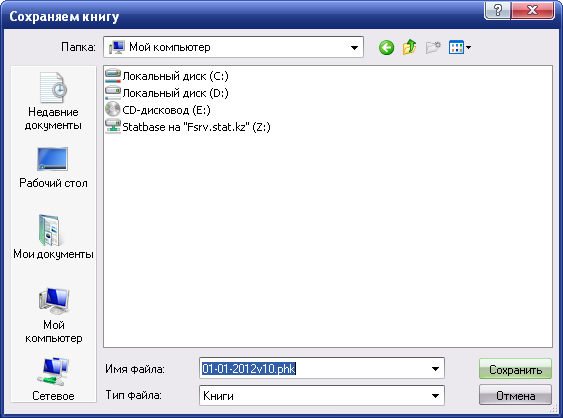 Сохраняем книгу
Папка:
Мой компьютер
Недавние
документы
Рабочий стол
Мои документы
Мой
компьютер
Сетевое
Локальный диск (C:)
Локальный диск (D:)
CD-дисковод (E:)
Statbase на "Fsrv.stat.kz" (Z:)
Имя файла:
01-01-2012v10.phk
Сохранить
Тип файла:
Книги
Отмена